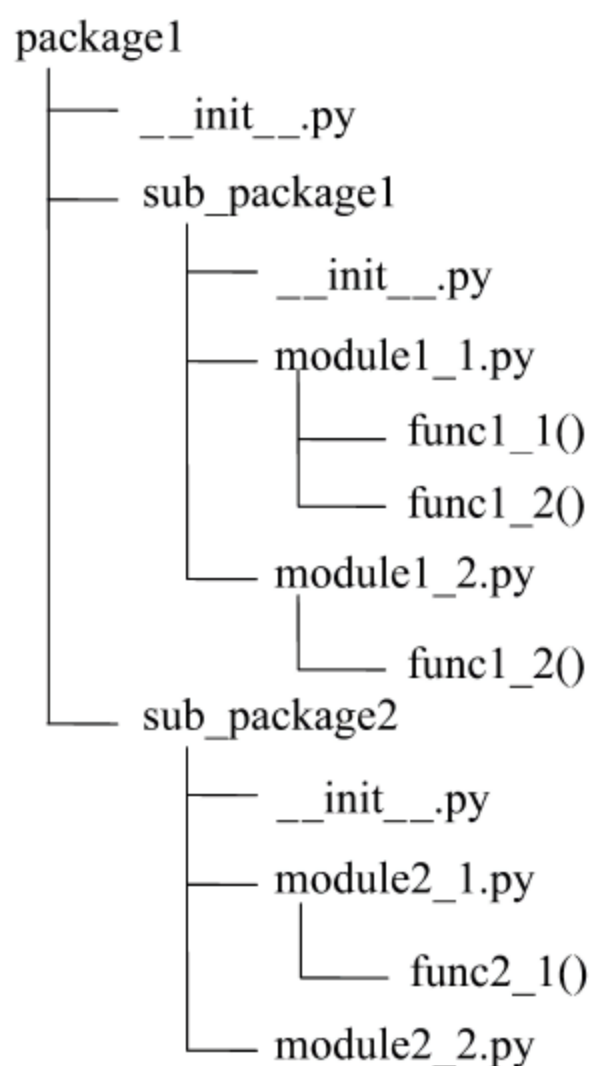 package1
__init__.py
sub_package1
__init__.py
module1_1.py
func1_1()
func1_2()
module1_2.py
func1_2()
sub_package2
__init__.py
module2_1.py
func2_1()
module2_2.py